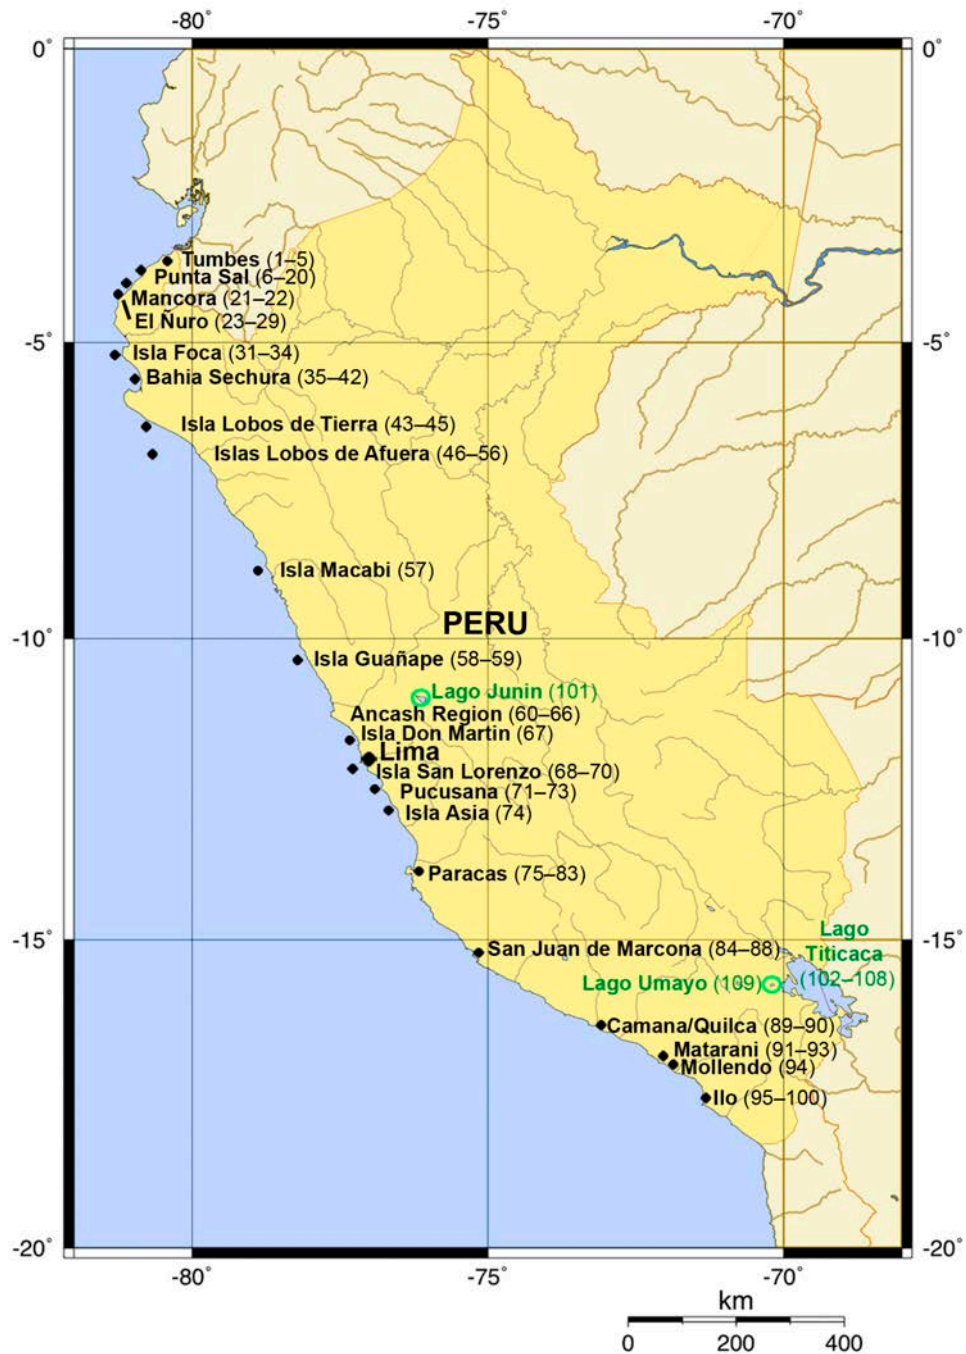 -80° -75° -70°
0° 0°
Tumbes (1–5)
Punta Sal (6–20)
Mancora (21–22)
El Ñuro (23–29)
-5° -5°
Isla Foca (31–34)
Bahia Sechura (35–42)
Isla Lobos de Tierra (43–45)
Islas Lobos de Afuera (46–56)
Isla Macabi (57)
PERU
-10° -10°
Isla Guañape (58–59)
Lago Junin (101)
Ancash Region (60–66)
Isla Don Martin (67)
Lima
Isla San Lorenzo (68–70)
Pucusana (71–73)
Isla Asia (74)
Paracas (75–83)
Lago
-15° -15°
San Juan de Marcona (84–88)
Titicaca
(102–108)
Lago Umayo (109)
Camana/Quilca (89–90)
Matarani (91–93)
Mollendo (94)
Ilo (95–100)
-20° -20°
-80° -75° -70°
km
0 200 400